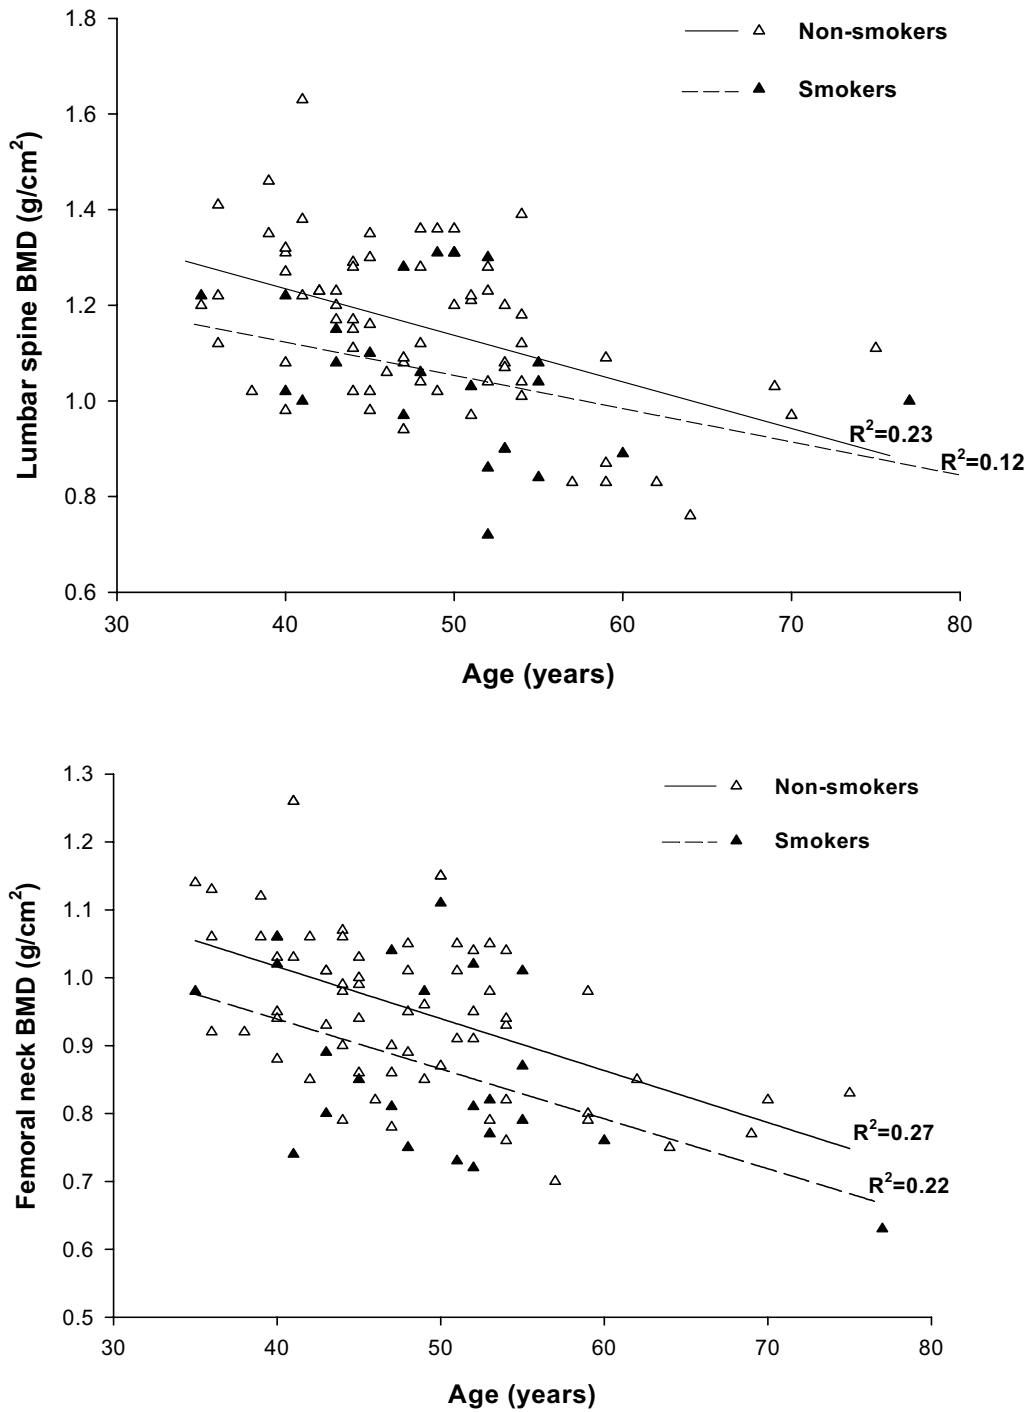 1.8
Non-smokers
Smokers
1.6
1.4
1.2
1.0
0.8
0.6
Lumbar spine BMD (g/cm²)
R²=0.23
R²=0.12
30 40 50 60 70 80
Age (years)
1.3
Non-smokers
Smokers
1.2
1.1
1.0
0.9
0.8
0.7
0.6
0.5
Femoral neck BMD (g/cm²)
R²=0.27
R²=0.22
30 40 50 60 70 80
Age (years)